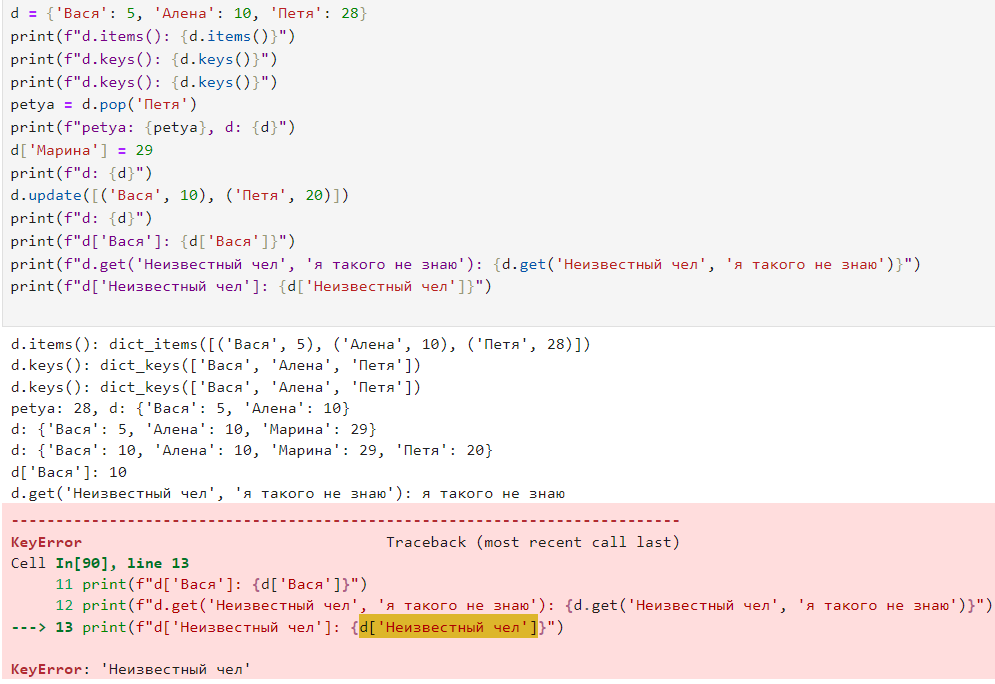 d = {'Вася': 5, 'Алена': 10, 'Петя': 28}
print(f"d.items(): {d.items()}")
print(f"d.keys(): {d.keys()}")
print(f"d.keys(): {d.keys()}")
petya = d.pop('Петя')
print(f"petya: {petya}, d: {d}")
d['Марина'] = 29
print(f"d: {d}")
d.update([('Вася', 10), ('Петя', 20)])
print(f"d: {d}")
print(f"d['Вася']: {d['Вася']}")
print(f"d.get('Неизвестный чел', 'я такого не знаю'): {d.get('Неизвестный чел', 'я такого не знаю')}")
print(f"d['Неизвестный чел']: {d['Неизвестный чел']}")
d.items(): dict_items([('Вася', 5), ('Алена', 10), ('Петя', 28)])
d.keys(): dict_keys(['Вася', 'Алена', 'Петя'])
d.keys(): dict_keys(['Вася', 'Алена', 'Петя'])
petya: 28, d: {'Вася': 5, 'Алена': 10}
d: {'Вася': 5, 'Алена': 10, 'Марина': 29}
d: {'Вася': 10, 'Алена': 10, 'Марина': 29, 'Петя': 20}
d['Вася']: 10
d.get('Неизвестный чел', 'я такого не знаю'): я такого не знаю
---------------------------------------------------------------------------
KeyError                                  Traceback (most recent call last)
Cell In[90], line 13
     11 print(f"d['Вася']: {d['Вася']}")
     12 print(f"d.get('Неизвестный чел', 'я такого не знаю'): {d.get('Неизвестный чел', 'я такого не знаю')}")
---> 13 print(f"d['Неизвестный чел']: {d['Неизвестный чел']}")
KeyError: 'Неизвестный чел'